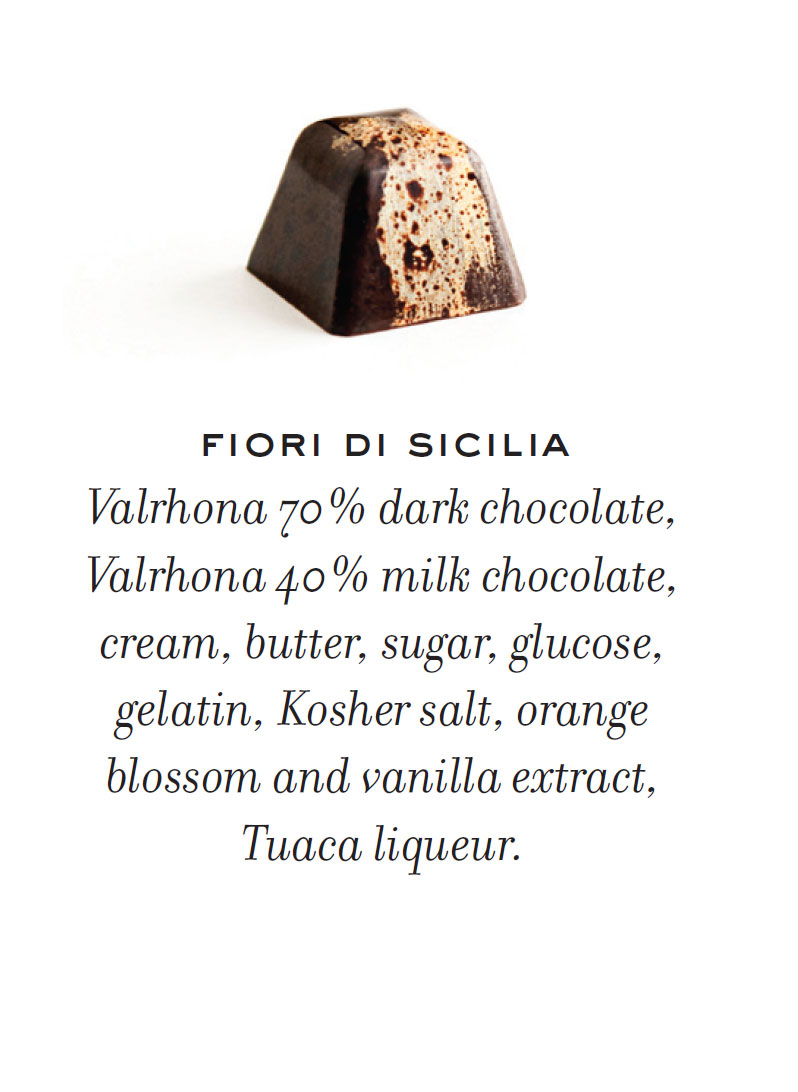 FIORI DI SICILIA
Valrhona 70% dark chocolate,
Valrhona 40% milk chocolate,
cream, butter, sugar, glucose,
gelatin, Kosher salt, orange
blossom and vanilla extract,
Tuaca liqueur.